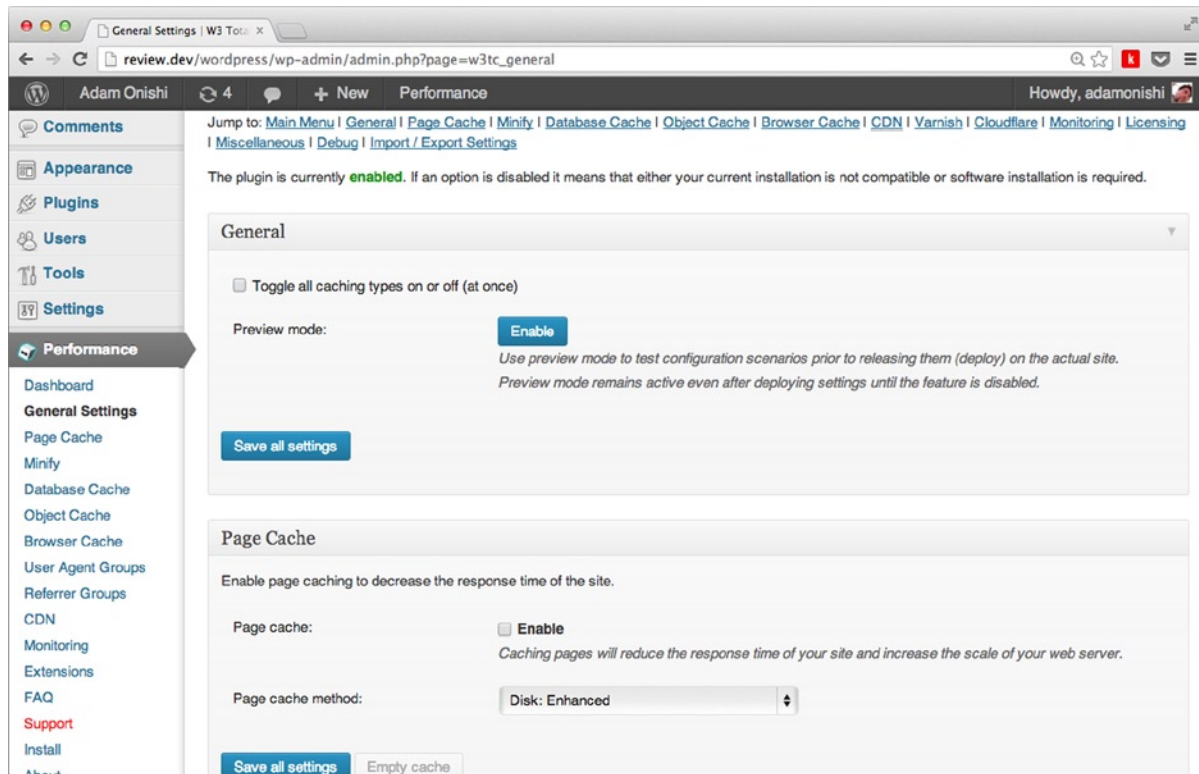 General Settings | W3 Tota
review.dev/wordpress/wp-admin/admin.php?page=w3tc_general
k
Adam Onishi 4 + New Performance Howdy, adamonishi
Comments
Appearance
Plugins
Users
Tools
Settings
Performance
Dashboard
General Settings
Page Cache
Minify
Database Cache
Object Cache
Browser Cache
User Agent Groups
Referrer Groups
CDN
Monitoring
Extensions
FAQ
Support
Install
About
Jump to: Main Menu | General | Page Cache | Minify | Database Cache | Object Cache | Browser Cache | CDN | Varnish | Cloudflare | Monitoring | Licensing
| Miscellaneous | Debug | Import / Export Settings
The plugin is currently enabled. If an option is disabled it means that either your current installation is not compatible or software installation is required.
General
Toggle all caching types on or off (at once)
Preview mode: Enable
Use preview mode to test configuration scenarios prior to releasing them (deploy) on the actual site.
Preview mode remains active even after deploying settings until the feature is disabled.
Save all settings
Page Cache
Enable page caching to decrease the response time of the site.
Page cache: Enable
Caching pages will reduce the response time of your site and increase the scale of your web server.
Page cache method: Disk: Enhanced
Save all settings Empty cache